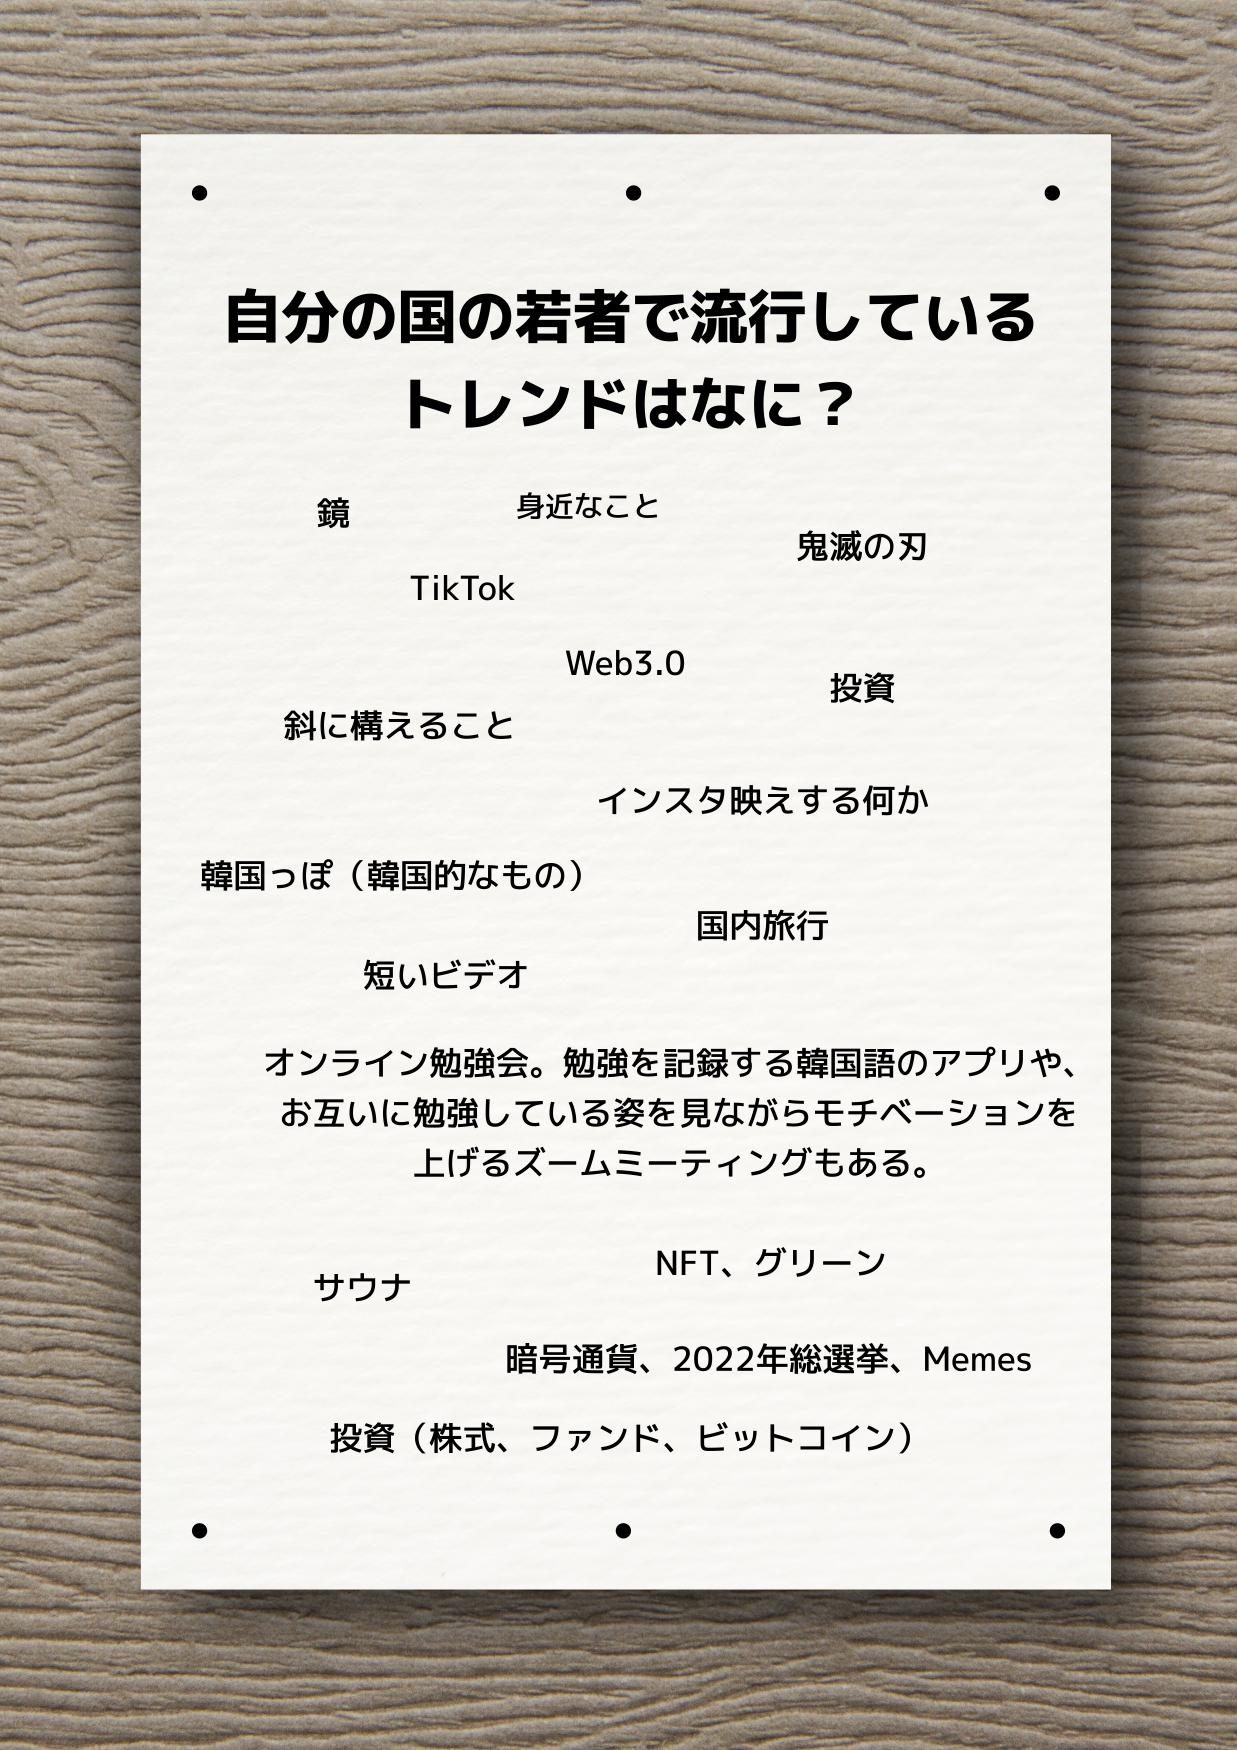 自分の国の若者で流行している
トレンドはなに？
鏡
身近なこと
鬼滅の刃
TikTok
Web3.0
投資
斜に構えること
インスタ映えする何か
韓国っぽ（韓国的なもの）
国内旅行
短いビデオ
オンライン勉強会。勉強を記録する韓国語のアプリや、
お互いに勉強している姿を見ながらモチベーションを
上げるズームミーティングもある。
NFT、グリーン
サウナ
暗号通貨、2022年総選挙、Memes
投資（株式、ファンド、ビットコイン）